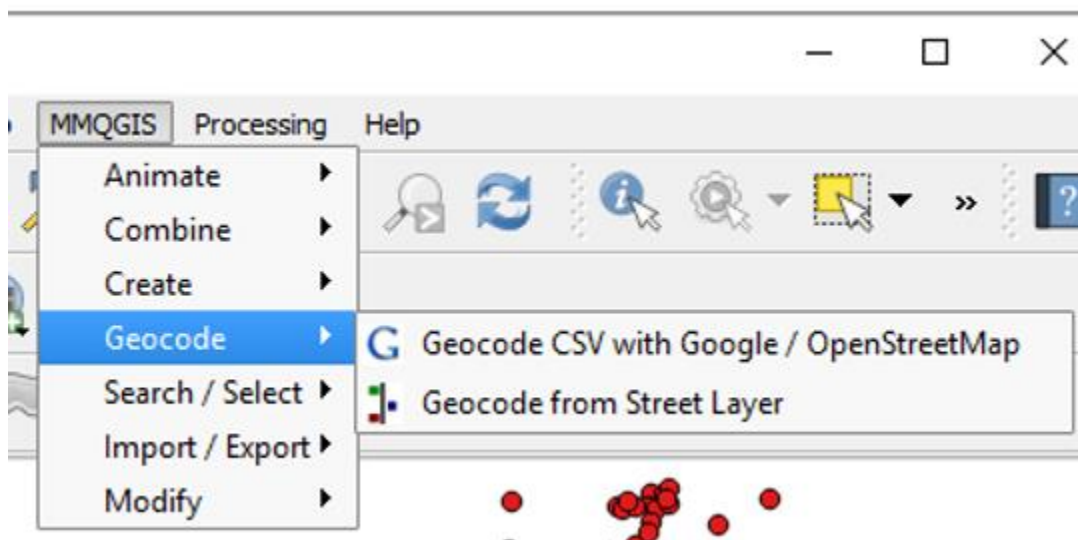 MMQGIS Processing Help
Animate
Combine
Create
Geocode
Geocode CSV with Google / OpenStreetMap
Geocode from Street Layer
Search / Select
Import / Export
Modify